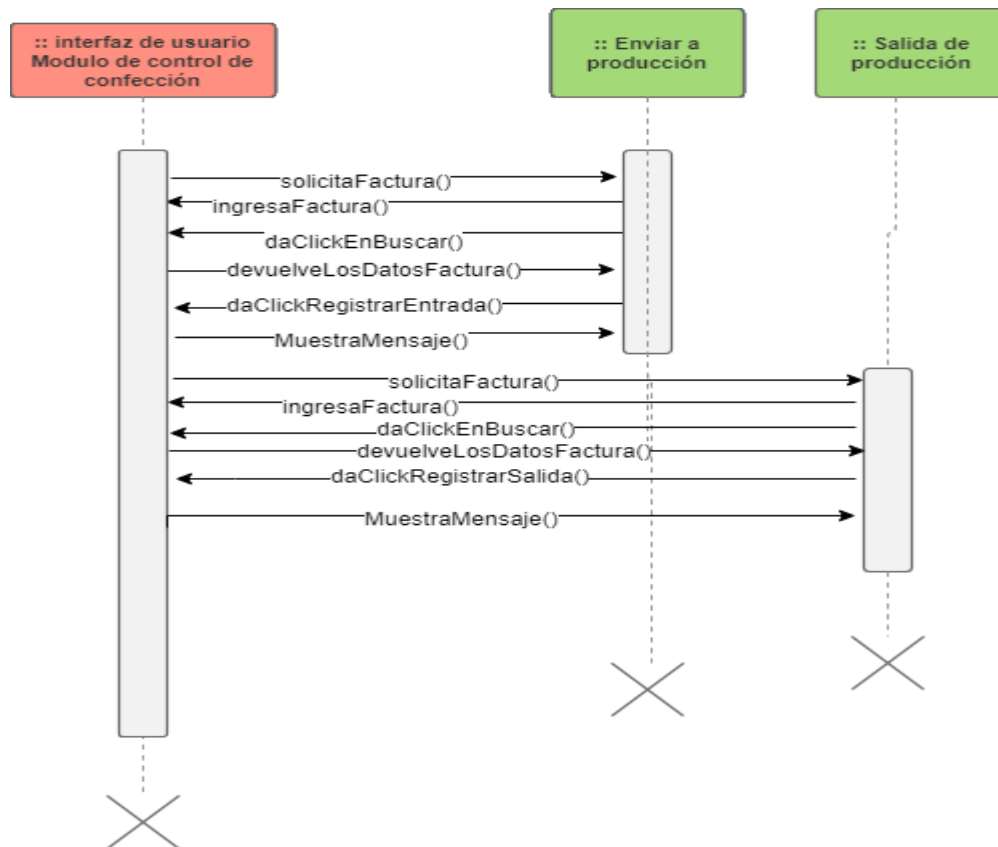 :: interfaz de usuario
Modulo de control de
confección
:: Enviar a
producción
:: Salida de
producción
solicitaFactura()
ingresaFactura()
daClickEnBuscar()
devuelveLosDatosFactura()
daClickRegistrarEntrada()
MuestraMensaje()
solicitaFactura()
ingresaFactura()
daClickEnBuscar()
devuelveLosDatosFactura()
daClickRegistrarSalida()
MuestraMensaje()